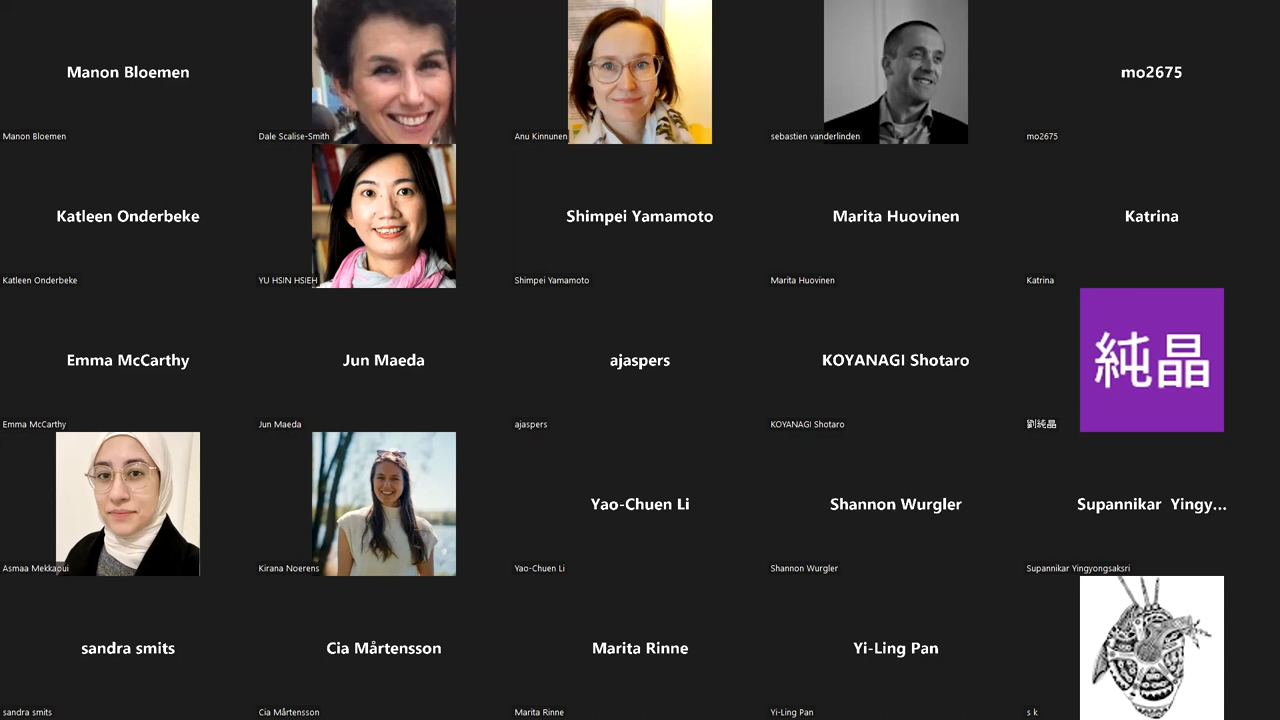 Manon Bloemen
Manon Bloemen
Dale Scalise-Smith
Anu Kinnunen
sebastien vanderlinden
mo2675
mo2675
Katleen Onderbeke
Katleen Onderbeke
YU HSIN HSIEH
Shimpei Yamamoto
Shimpei Yamamoto
Marita Huovinen
Marita Huovinen
Katrina
Katrina
Emma McCarthy
Emma McCarthy
Jun Maeda
Jun Maeda
ajaspers
ajaspers
KOYANAGI Shotaro
KOYANAGI Shotaro
純晶
劉純晶
Asmaa Mekkaoui
Kirana Noerens
Yao-Chuen Li
Yao-Chuen Li
Shannon Wurgler
Shannon Wurgler
Supannikar Yingy...
Supannikar Yingyongsaksri
sandra smits
sandra smits
Cia Mårtensson
Cia Mårtensson
Marita Rinne
Marita Rinne
Yi-Ling Pan
Yi-Ling Pan
s k